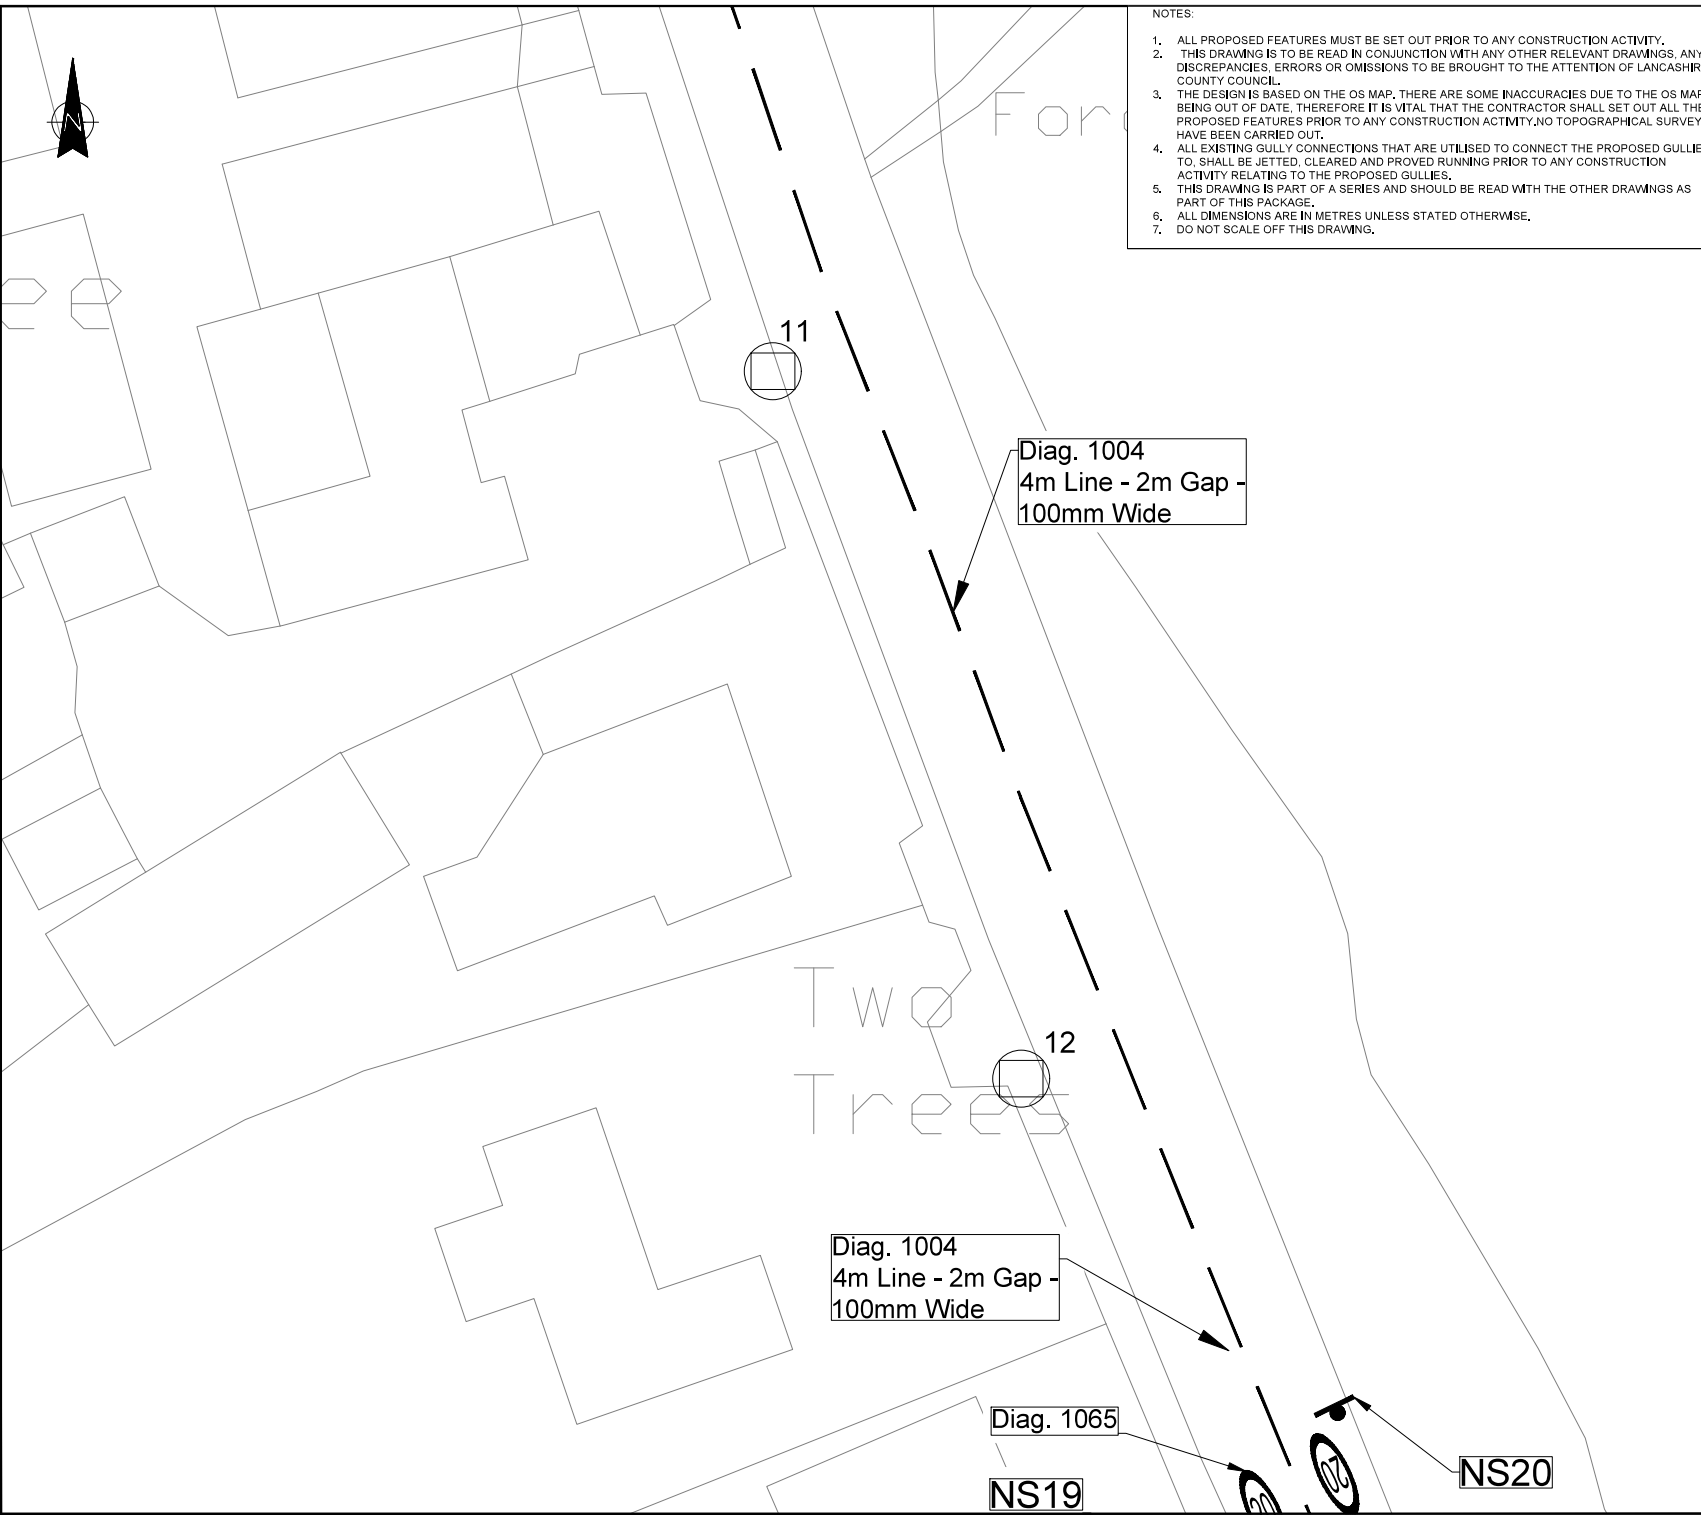 NOTES:
1. ALL PROPOSED FEATURES MUST BE SET OUT PRIOR TO ANY CONSTRUCTION ACTIVITY.
2. THIS DRAWING IS TO BE READ IN CONJUNCTION WITH ANY OTHER RELEVANT DRAWINGS, ANY
DISCREPANCIES, ERRORS OR OMISSIONS TO BE BROUGHT TO THE ATTENTION OF LANCASHIR
COUNTY COUNCIL.
3. THE DESIGN IS BASED ON THE OS MAP. THERE ARE SOME INACCURACIES DUE TO THE OS MAP
BEING OUT OF DATE, THEREFORE IT IS VITAL THAT THE CONTRACTOR SHALL SET OUT ALL THE
PROPOSED FEATURES PRIOR TO ANY CONSTRUCTION ACTIVITY.NO TOPOGRAPHICAL SURVEY
HAVE BEEN CARRIED OUT.
4. ALL EXISTING GULLY CONNECTIONS THAT ARE UTILISED TO CONNECT THE PROPOSED GULLIE
TO, SHALL BE JETTED, CLEARED AND PROVED RUNNING PRIOR TO ANY CONSTRUCTION
ACTIVITY RELATING TO THE PROPOSED GULLIES.
5. THIS DRAWING IS PART OF A SERIES AND SHOULD BE READ WITH THE OTHER DRAWINGS AS
PART OF THIS PACKAGE.
6. ALL DIMENSIONS ARE IN METRES UNLESS STATED OTHERWISE.
7. DO NOT SCALE OFF THIS DRAWING.
N
For
ee
11
Diag. 1004
4m Line - 2m Gap -
100mm Wide
Two
Trees
12
Diag. 1004
4m Line - 2m Gap -
100mm Wide
Diag. 1065
NS19
20
20
NS20